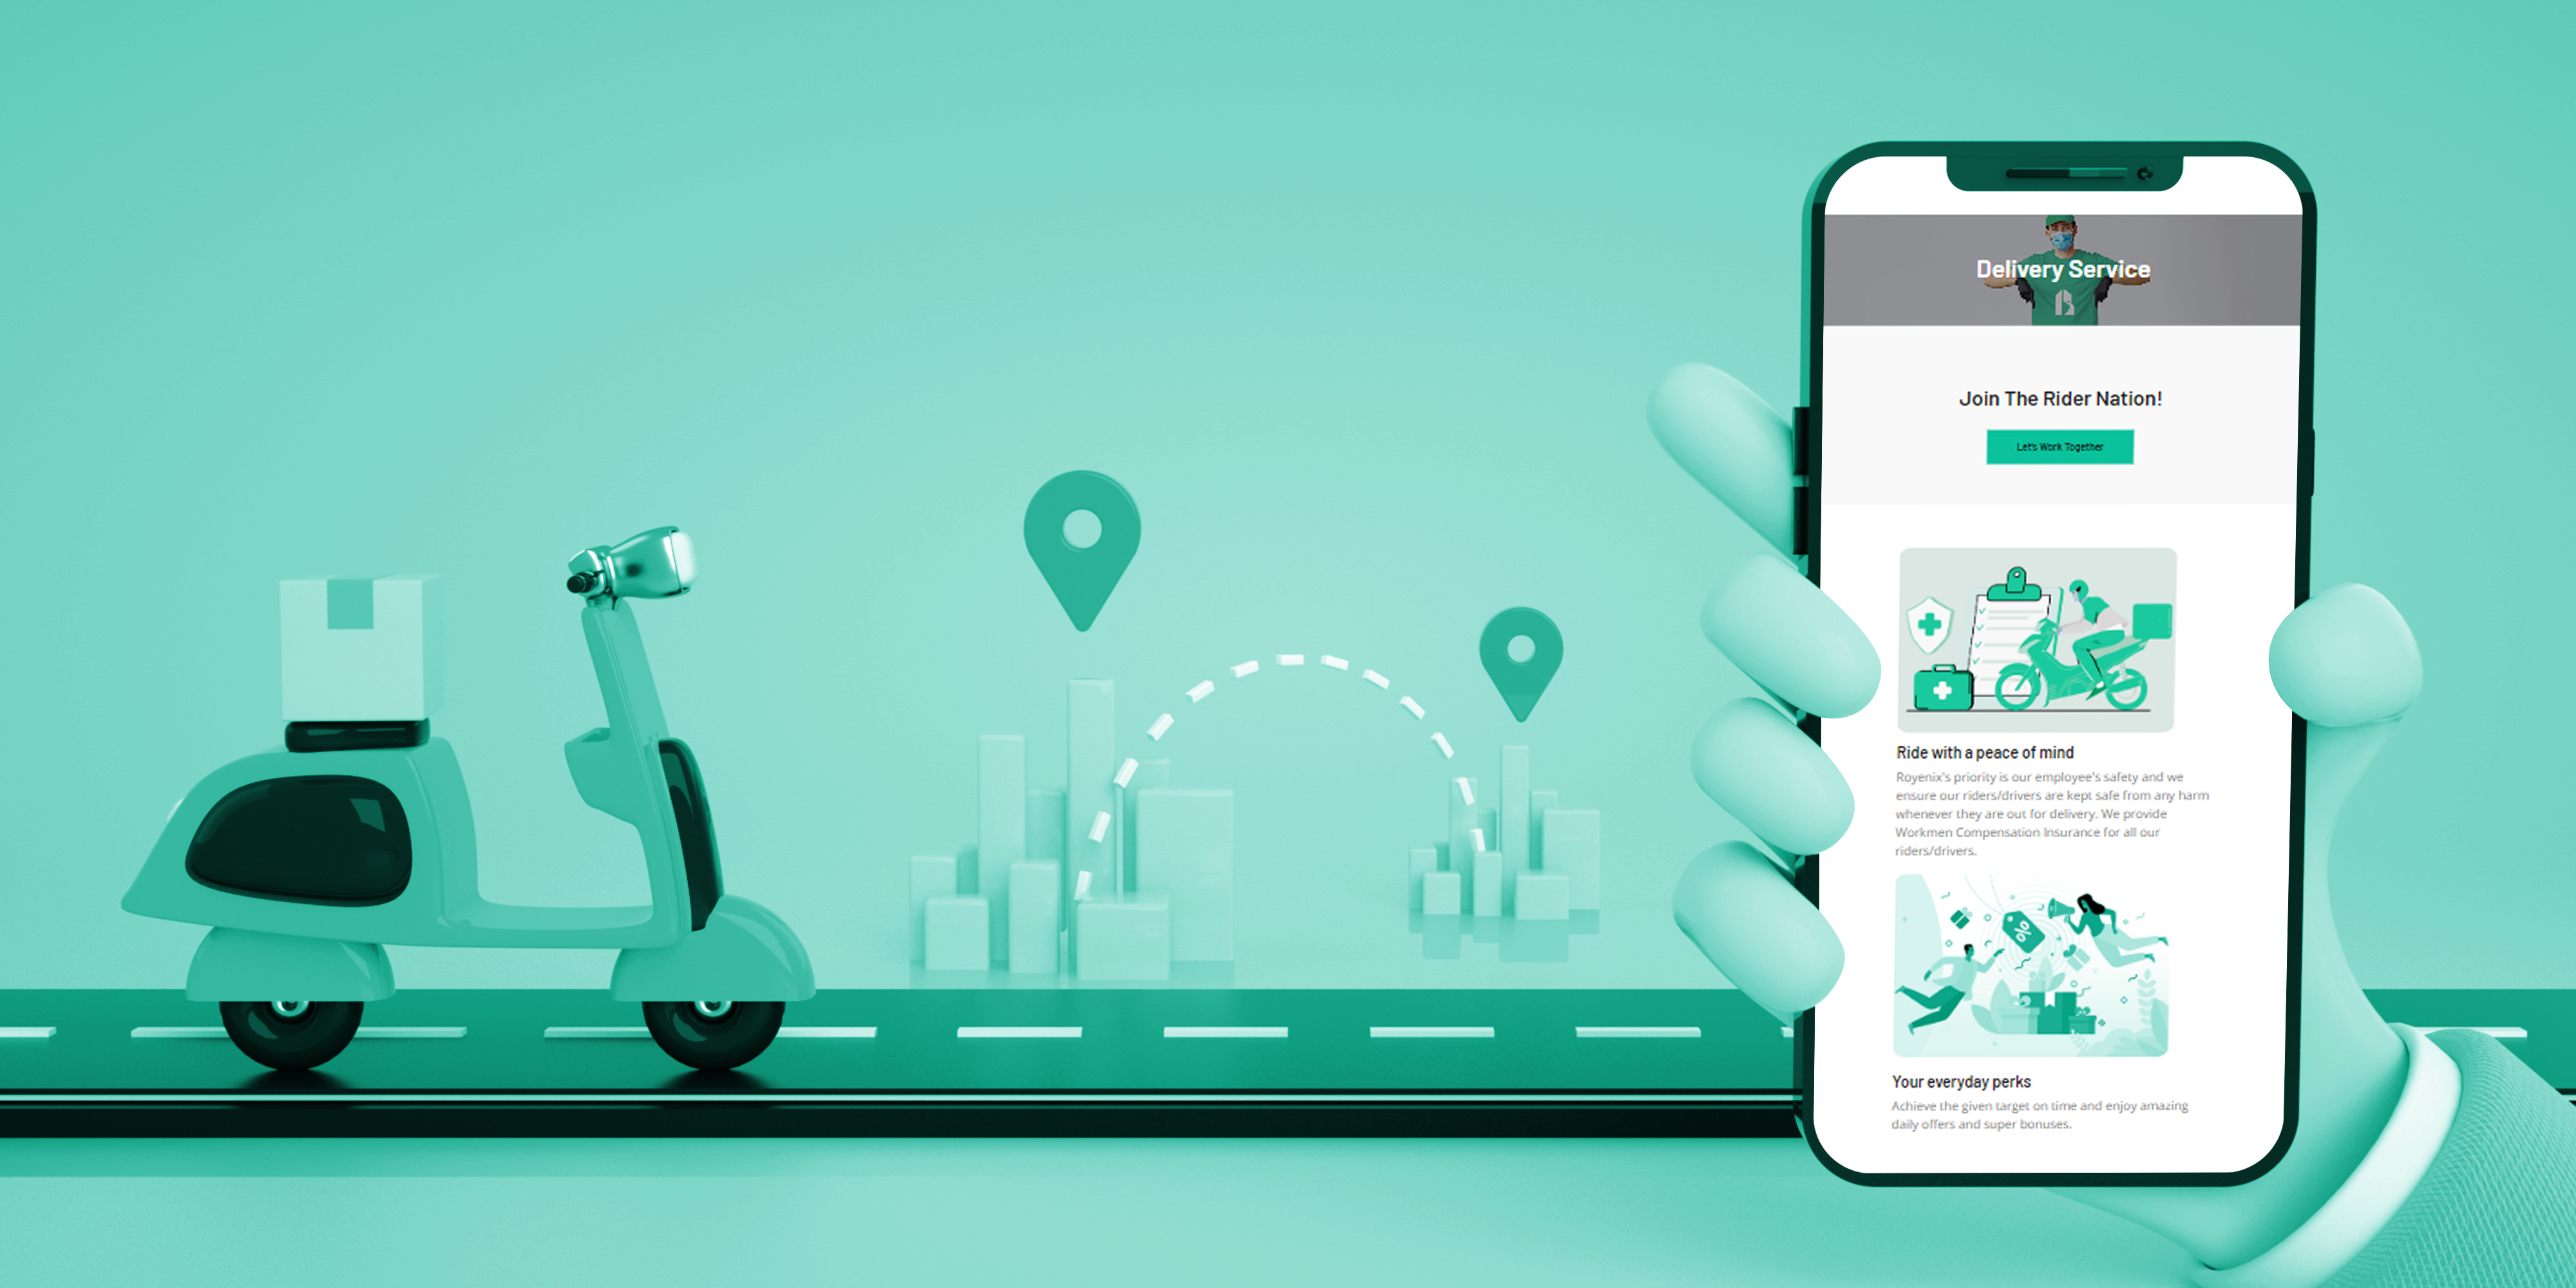 Delivery Service
Join The Rider Nation!
Let's Work Together
Ride with a peace of mind
Royenix's priority is our employee's safety and we
ensure our riders/drivers are kept safe from any harm
whenever they are out for delivery. We provide
Workmen Compensation Insurance for all our
riders/drivers.
%
Your everyday perks
Achieve the given target on time and enjoy amazing
daily offers and super bonuses.